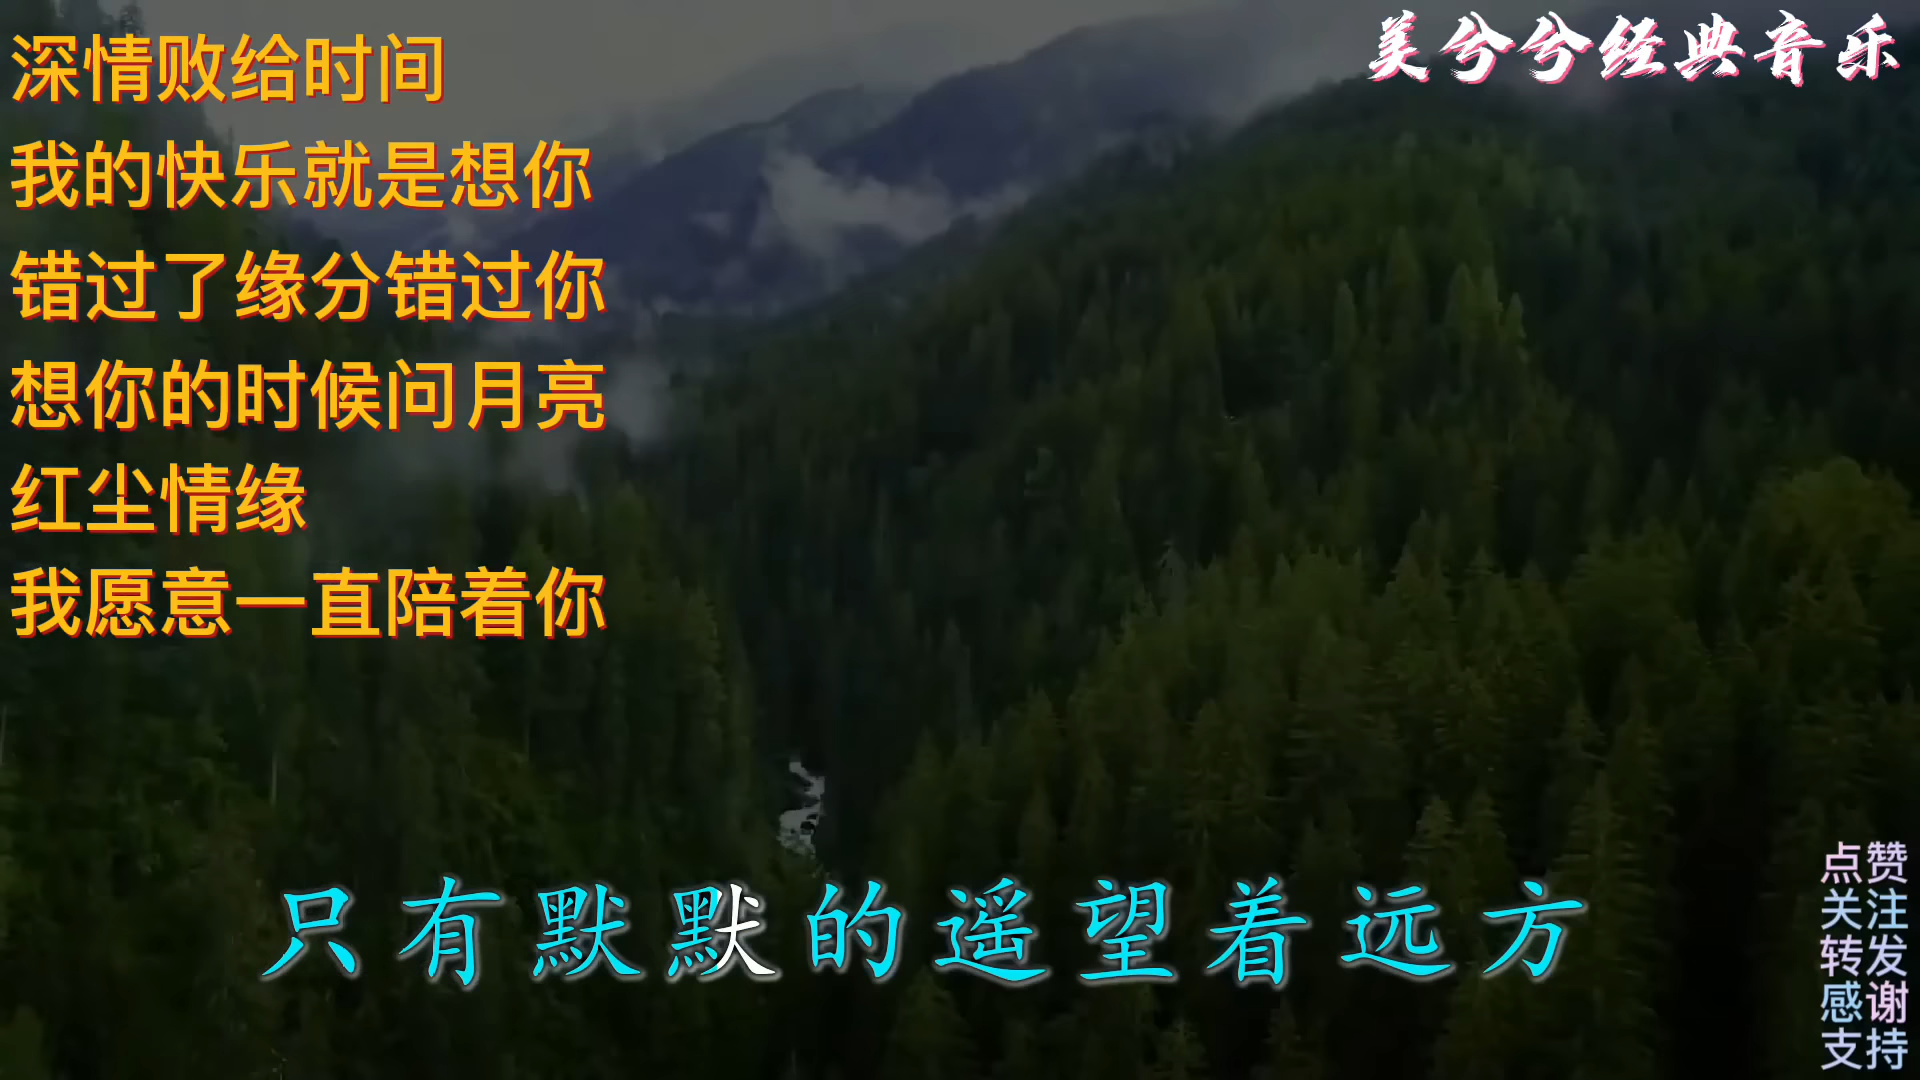 深情败给时间
我的快乐就是想你
错过了缘分错过你
想你的时候问月亮
红尘情缘
我愿意一直陪着你
美兮兮经典音乐
只有默默的遥望着远方
点赞
关注
转发
感谢
支持